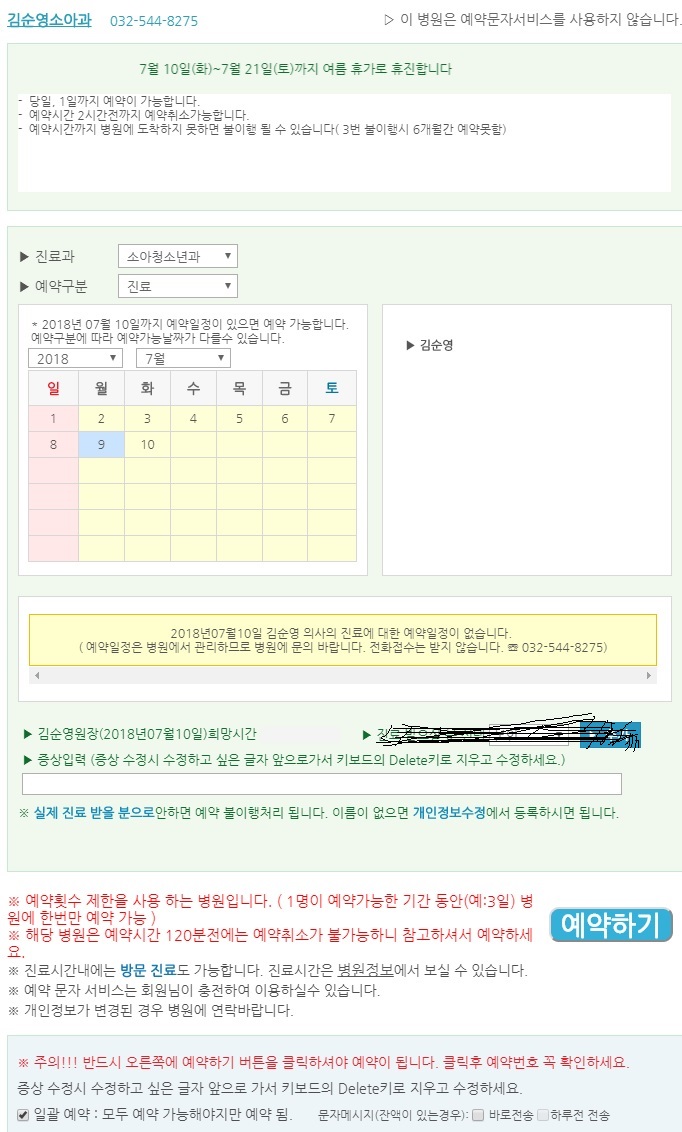 김순영소아과 032-544-8275 ▷ 이 병원은 예약문자서비스를 사용하지 않습니다.
7월 10일(화)~7월 21일(토)까지 여름 휴가로 휴진합니다
- 당일, 1일까지 예약이 가능합니다.
- 예약시간 2시간전까지 예약취소가능합니다.
- 예약시간까지 병원에 도착하지 못하면 불이행 될 수 있습니다( 3번 불이행시 6개월간 예약못함)
▶ 진료과 소아청소년과
▶ 예약구분 진료
* 2018년 07월 10일까지 예약일정이 있으면 예약 가능합니다.
예약구분에 따라 예약가능날짜가 다를수 있습니다.
2018 7월
일 월 화 수 목 금 토
1 2 3 4 5 6 7
8 9 10
▶ 김순영
2018년07월10일 김순영 의사의 진료에 대한 예약일정이 없습니다.
( 예약일정은 병원에서 관리하므로 병원에 문의 바랍니다. 전화접수는 받지 않습니다. ☎ 032-544-8275)
▶ 김순영원장(2018년07월10일)희망시간 ▶
▶ 증상입력 (증상 수정시 수정하고 싶은 글자 앞으로가서 키보드의 Delete키로 지우고 수정하세요.)
※ 실제 진료 받을 분으로안하면 예약 불이행처리 됩니다. 이름이 없으면 개인정보수정에서 등록하시면 됩니다.
※ 예약횟수 제한을 사용 하는 병원입니다. ( 1명이 예약가능한 기간 동안(예:3일) 병
원에 한번만 예약 가능 )
※ 해당 병원은 예약시간 120분전에는 예약취소가 불가능하니 참고하셔서 예약하세
요.
예약하기
※ 진료시간내에는 방문 진료도 가능합니다. 진료시간은 병원정보에서 보실 수 있습니다.
※ 예약 문자 서비스는 회원님이 충전하여 이용하실수 있습니다.
※ 개인정보가 변경된 경우 병원에 연락바랍니다.
※ 주의!!! 반드시 오른쪽에 예약하기 버튼을 클릭하셔야 예약이 됩니다. 클릭후 예약번호 꼭 확인하세요.
증상 수정시 수정하고 싶은 글자 앞으로 가서 키보드의 Delete키로 지우고 수정하세요.
일괄 예약 : 모두 예약 가능해야지만 예약 됨. 문자메시지(잔액이 있는경우): 바로전송 하루전 전송